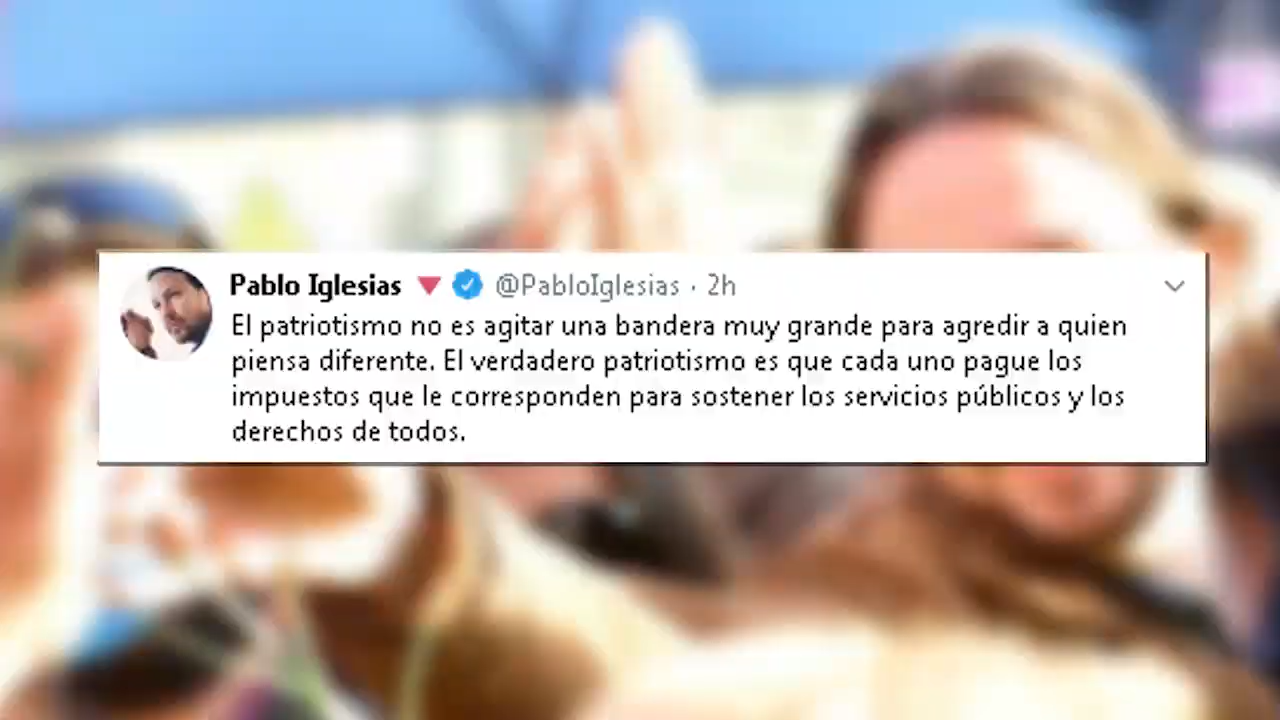 Pablo Iglesias 🔻 @PabloIglesias · 2h
El patriotismo no es agitar una bandera muy grande para agredir a quien
piensa diferente. El verdadero patriotismo es que cada uno pague los
impuestos que le corresponden para sostener los servicios públicos y los
derechos de todos.